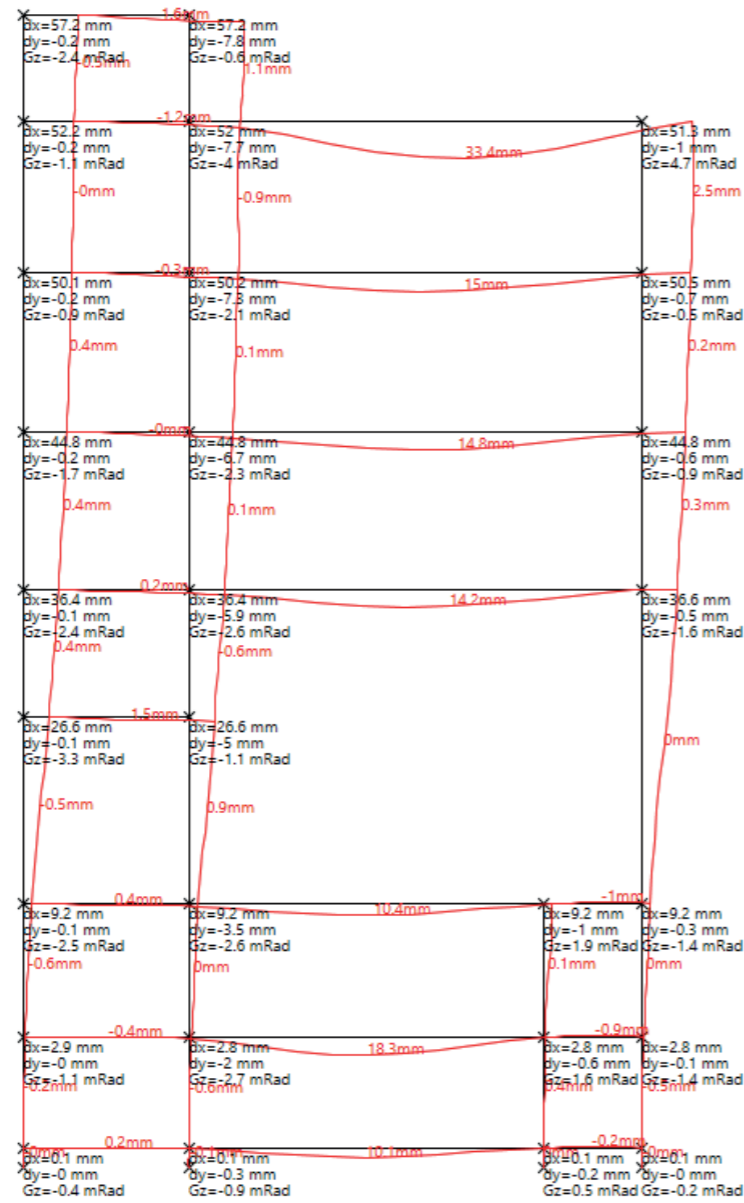 1.6mm
dx=57.2 mm dx=57.2 mm
dy=-0.2 mm dy=-7.8 mm
Gz=-2.4 mRad Gz=-0.6 mRad
-0.5mm 1.1mm
-1.2mm
dx=52.2 mm dx=52 mm dx=51.3 mm
dy=-0.2 mm dy=-7.7 mm dy=-1 mm
Gz=-1.1 mRad Gz=-4 mRad Gz=4.7 mRad
33.4mm
-0mm -0.9mm 2.5mm
-0.3mm
dx=50.1 mm dx=50.2 mm 15mm dx=50.5 mm
dy=-0.2 mm dy=-7.3 mm dy=-0.7 mm
Gz=-0.9 mRad Gz=-2.1 mRad Gz=-0.5 mRad
0.4mm 0.1mm 0.2mm
-0mm
dx=44.8 mm dx=44.8 mm 14.8mm dx=44.8 mm
dy=-0.2 mm dy=-6.7 mm dy=-0.6 mm
Gz=-1.7 mRad Gz=-2.3 mRad Gz=-0.9 mRad
0.4mm 0.1mm 0.3mm
0.2mm
dx=36.4 mm dx=36.4 mm 14.2mm dx=36.6 mm
dy=-0.1 mm dy=-5.9 mm dy=-0.5 mm
Gz=-2.4 mRad Gz=-2.6 mRad Gz=-1.6 mRad
0.4mm -0.6mm
1.5mm
dx=26.6 mm dx=26.6 mm
dy=-0.1 mm dy=-5 mm 0mm
Gz=-3.3 mRad Gz=-1.1 mRad
-0.5mm 0.9mm
0.4mm 10.4mm -1mm
dx=9.2 mm dx=9.2 mm dx=9.2 mm dx=9.2 mm
dy=-0.1 mm dy=-3.5 mm dy=-1 mm dy=-0.3 mm
Gz=-2.5 mRad Gz=-2.6 mRad Gz=1.9 mRad Gz=-1.4 mRad
-0.6mm 0mm 0.1mm 0mm
-0.4mm 18.3mm -0.9mm
dx=2.9 mm dx=2.8 mm dx=2.8 mm dx=2.8 mm
dy=-0 mm dy=-2 mm dy=-0.6 mm dy=-0.1 mm
Gz=-1.1 mRad Gz=-2.7 mRad Gz=1.6 mRad Gz=-1.4 mRad
-0.2mm -0.6mm 0.4mm -0.5mm
0.2mm 10.1mm -0.2mm
0mm 0mm
dx=0.1 mm dx=0.1 mm dx=0.1 mm dx=0.1 mm
dy=-0 mm dy=-0.3 mm dy=-0.2 mm dy=-0 mm
Gz=-0.4 mRad Gz=-0.9 mRad Gz=0.5 mRad Gz=-0.2 mRad